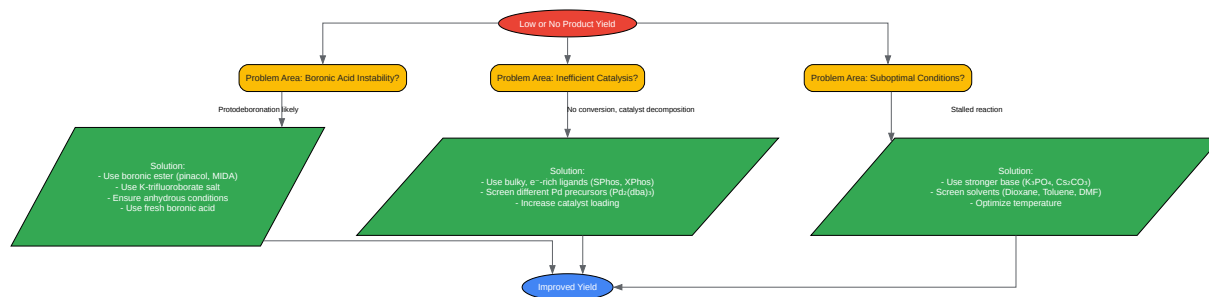 Low or No Product Yield
Problem Area: Boronic Acid Instability?
Problem Area: Inefficient Catalysis?
Problem Area: Suboptimal Conditions?
Protodeboronation likely
No conversion, catalyst decomposition
Stalled reaction
Solution:
- Use boronic ester (pinacol, MIDA)
- Use K-trifluoroborate salt
- Ensure anhydrous conditions
- Use fresh boronic acid
Solution:
- Use bulky, e⁻-rich ligands (SPhos, XPhos)
- Screen different Pd precursors (Pd₂(dba)₃)
- Increase catalyst loading
Solution:
- Use stronger base (K₃PO₄, Cs₂CO₃)
- Screen solvents (Dioxane, Toluene, DMF)
- Optimize temperature
Improved Yield